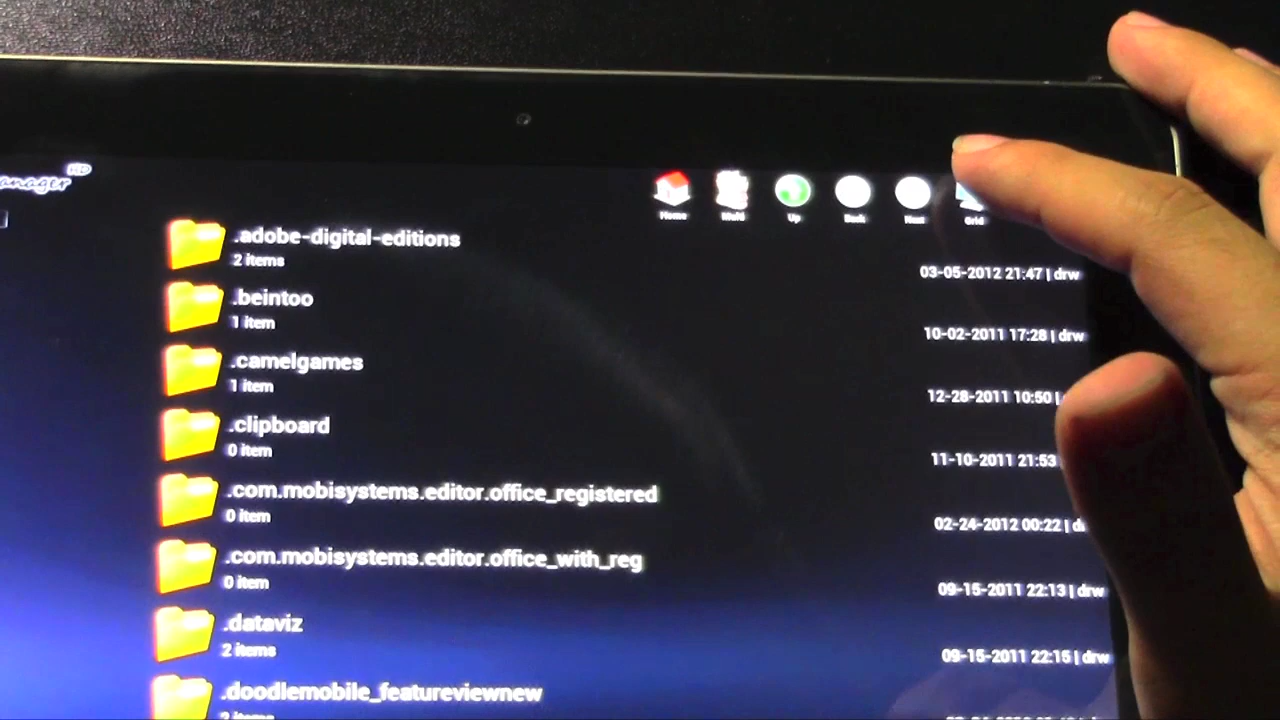 anager HD
Home Multi Up Back Next Grid
.adobe-digital-editions
2 items
03-05-2012 21:47 | drw
.beintoo
1 item
10-02-2011 17:28 | drw
.camelgames
1 item
12-28-2011 10:50 |
.clipboard
0 item
11-10-2011 21:53
.com.mobisystems.editor.office_registered
0 item
02-24-2012 00:22 | d
.com.mobisystems.editor.office_with_reg
0 item
09-15-2011 22:13 | drw
.dataviz
2 items
09-15-2011 22:15 | drw
.doodlemobile_featureviewnew